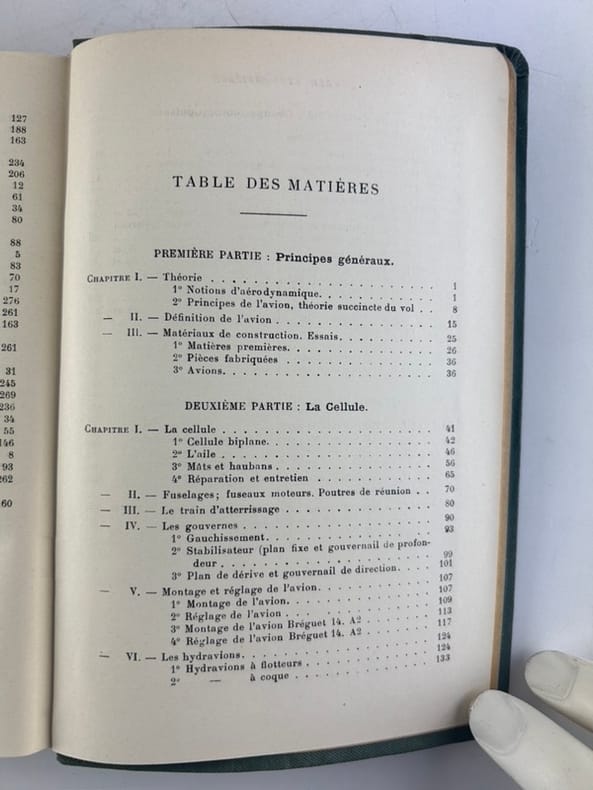 127
188
163
234
206
12
61
34
80
88
5
83
70
17
276
261
163
261
31
245
269
236
34
55
146
8
93
262
60
TABLE DES MATIÈRES
PREMIÈRE PARTIE : Principes généraux.
CHAPITRE I. — Théorie . . . . . . . . . . . . . . . . 1
1° Notions d'aérodynamique. . . . . . . . . . 1
2° Principes de l'avion, théorie succincte du vol . . 8
— II. — Définition de l'avion . . . . . . . . . . . . . 15
— III. — Matériaux de construction. Essais. . . . . . . . 25
1° Matières premières. . . . . . . . . . . . . 26
2° Pièces fabriquées . . . . . . . . . . . . . 36
3° Avions. . . . . . . . . . . . . . . . . . 36
DEUXIÈME PARTIE : La Cellule.
CHAPITRE I. — La cellule . . . . . . . . . . . . . . . 41
1° Cellule biplane. . . . . . . . . . . . . . 42
2° L'aile . . . . . . . . . . . . . . . . . . 46
3° Mâts et haubans . . . . . . . . . . . . . 56
4° Réparation et entretien . . . . . . . . . . 65
— II. — Fuselages; fuseaux moteurs. Poutres de réunion . . 70
— III. — Le train d'atterrissage . . . . . . . . . . . . 80
— IV. — Les gouvernes . . . . . . . . . . . . . . . . 90
1° Gauchissement. . . . . . . . . . . . . . . 93
2° Stabilisateur (plan fixe et gouvernail de profon-
deur . . . . . . . . . . . . . . . . . 99
3° Plan de dérive et gouvernail de direction. . . . 101
— V. — Montage et réglage de l'avion. . . . . . . . . . 107
1° Montage de l'avion. . . . . . . . . . . . . 107
2° Réglage de l'avion . . . . . . . . . . . . 109
3° Montage de l'avion Bréguet 14. A2 . . . . . . 113
4° Réglage de l'avion Bréguet 14. A2 . . . . . . 117
— VI. — Les hydravions. . . . . . . . . . . . . . . . 124
1° Hydravions à flotteurs . . . . . . . . . . . 124
2° — à coque . . . . . . . . . . . . . 133